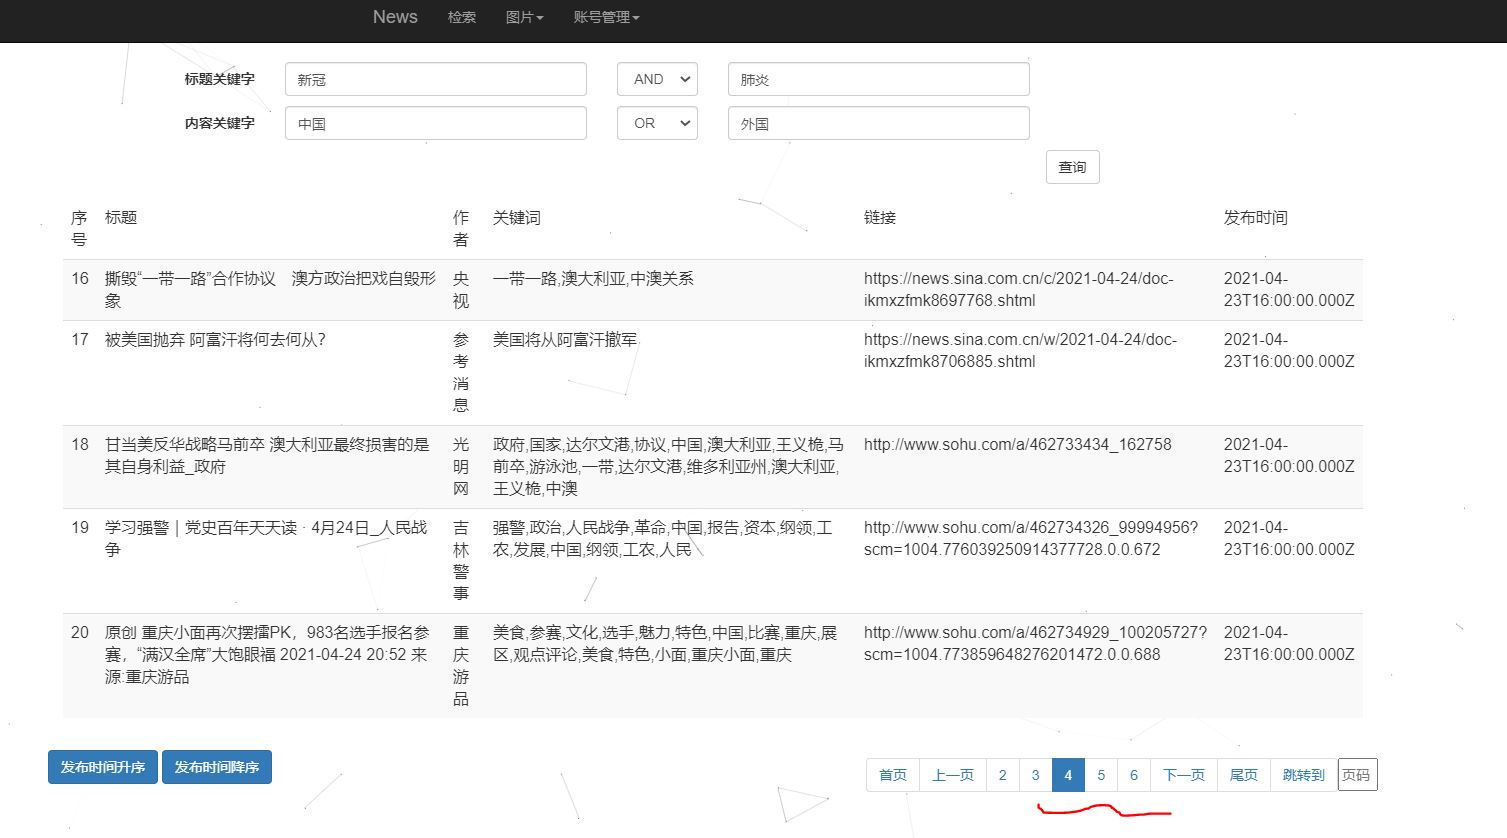 News 检索 图片 账号管理
标题关键字 新冠 AND 肺炎
内容关键字 中国 OR 外国
查询
序号 标题 作者 关键词 链接 发布时间
16 撕毁“一带一路”合作协议 澳方政治把戏自毁形 央 一带一路,澳大利亚,中澳关系 https://news.sina.com.cn/c/2021-04-24/doc- 2021-04-
象 视 ikmxzfmk8697768.shtml 23T16:00:00.000Z
17 被美国抛弃 阿富汗将何去何从？ 参 美国将从阿富汗撤军 https://news.sina.com.cn/w/2021-04-24/doc- 2021-04-
考 ikmxzfmk8706885.shtml 23T16:00:00.000Z
消
息
18 甘当美反华战略马前卒 澳大利亚最终损害的是 光 政府,国家,达尔文港,协议,中国,澳大利亚,王义桅,马 http://www.sohu.com/a/462733434_162758 2021-04-
其自身利益_政府 明 前卒,游泳池,一带,达尔文港,维多利亚州,澳大利亚, 23T16:00:00.000Z
网 王义桅,中澳
19 学习强警｜党史百年天天读 · 4月24日_人民战 吉 强警,政治,人民战争,革命,中国,报告,资本,纲领,工 http://www.sohu.com/a/462734326_99994956? 2021-04-
争 林 农,发展,中国,纲领,工农,人民 scm=1004.776039250914377728.0.0.672 23T16:00:00.000Z
警
事
20 原创 重庆小面再次摆擂PK，983名选手报名参 重 美食,参赛,文化,选手,魅力,特色,中国,比赛,重庆,展 http://www.sohu.com/a/462734929_100205727? 2021-04-
赛，“满汉全席”大饱眼福 2021-04-24 20:52 来 庆 区,观点评论,美食,特色,小面,重庆小面,重庆 scm=1004.773859648276201472.0.0.688 23T16:00:00.000Z
源:重庆游品 游
品
发布时间升序 发布时间降序 首页 上一页 2 3 4 5 6 下一页 尾页 跳转到 页码